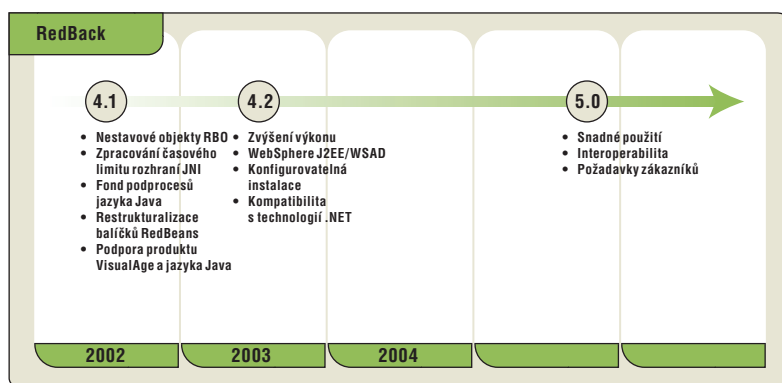 RedBack
4.1
4.2
5.0
• Nestavové objekty RBO
• Zpracování časového
limitu rozhraní JNI
• Fond podprocesů
jazyka Java
• Restrukturalizace
balíčků RedBeans
• Podpora produktu
VisualAge a jazyka Java
• Zvýšení výkonu
• WebSphere J2EE/WSAD
• Konfigurovatelná
instalace
• Kompatibilita
s technologií .NET
• Snadné použití
• Interoperabilita
• Požadavky zákazníků
2002
2003
2004